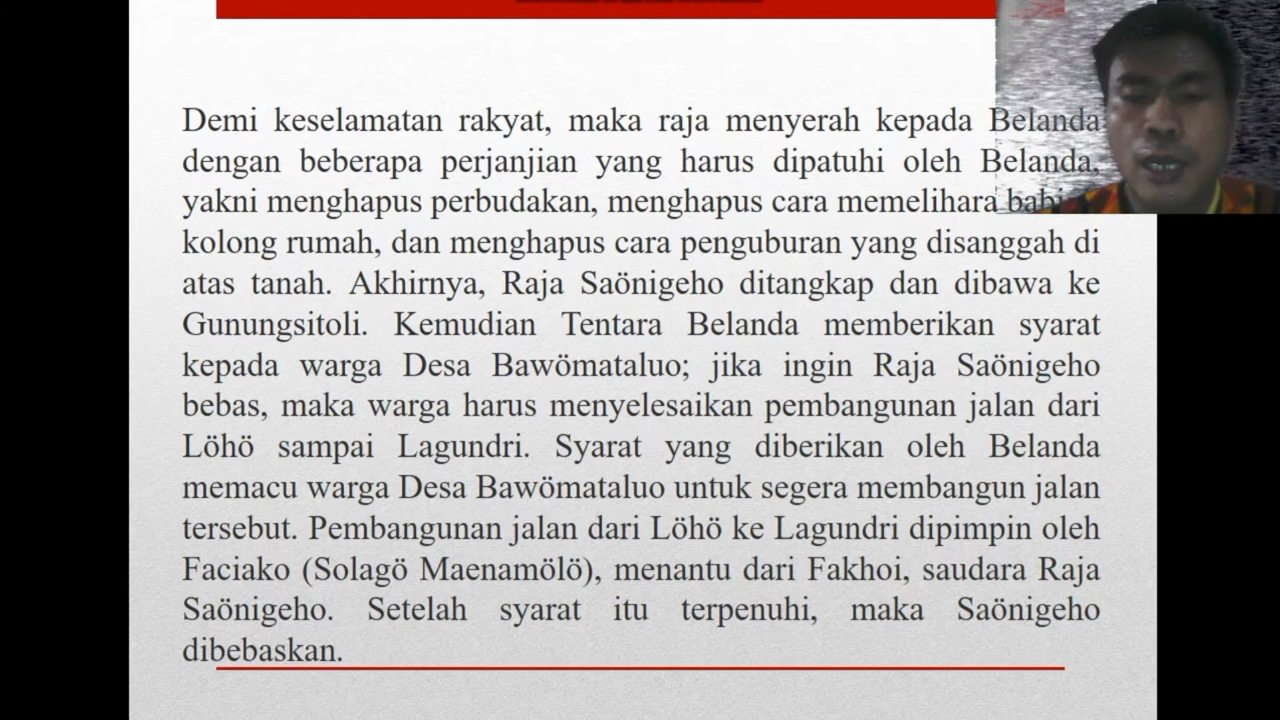 Demi keselamatan rakyat, maka raja menyerah kepada Belanda
dengan beberapa perjanjian yang harus dipatuhi oleh Belanda,
yakni menghapus perbudakan, menghapus cara memelihara babi
kolong rumah, dan menghapus cara penguburan yang disanggah di
atas tanah. Akhirnya, Raja Saönigeho ditangkap dan dibawa ke
Gunungsitoli. Kemudian Tentara Belanda memberikan syarat
kepada warga Desa Bawömataluo; jika ingin Raja Saönigeho
bebas, maka warga harus menyelesaikan pembangunan jalan dari
Löhö sampai Lagundri. Syarat yang diberikan oleh Belanda
memacu warga Desa Bawömataluo untuk segera membangun jalan
tersebut. Pembangunan jalan dari Löhö ke Lagundri dipimpin oleh
Faciako (Solagö Maenamölö), menantu dari Fakhoi, saudara Raja
Saönigeho. Setelah syarat itu terpenuhi, maka Saönigeho
dibebaskan.